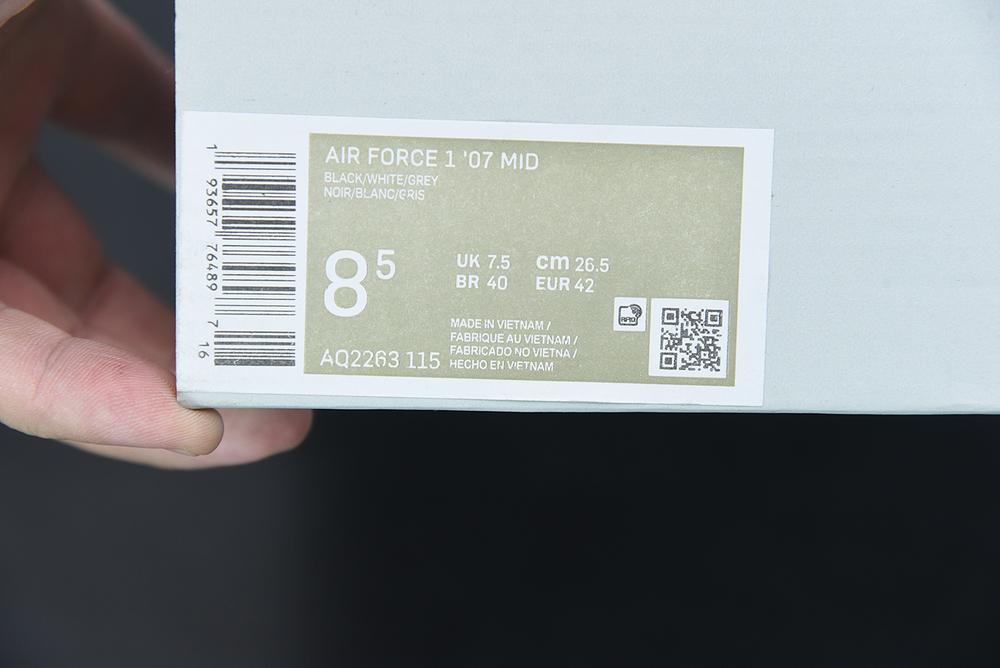 AIR FORCE 1 '07 MID
BLACK/WHITE/GREY
NOIR/BLANC/GRIS
8 5
UK 7.5 cm 26.5
BR 40 EUR 42
RFID
MADE IN VIETNAM /
FABRIQUE AU VIETNAM /
FABRICADO NO VIETNA /
HECHO EN VIETNAM
AQ2263 115
1 93657 76489 7 16